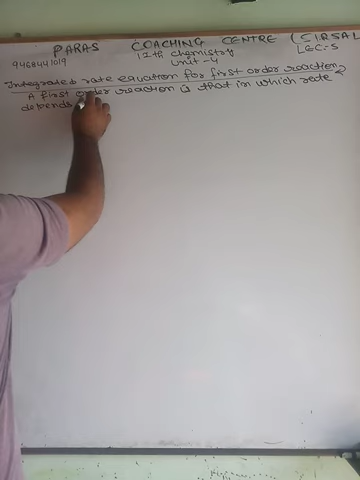 PARAS COACHING CENTRE (SIRSA)
9468441019 12th chemistry LEC:-5
Unit -4
Integrated rate equation for first order reaction
A first order reaction is that in which rate
depends